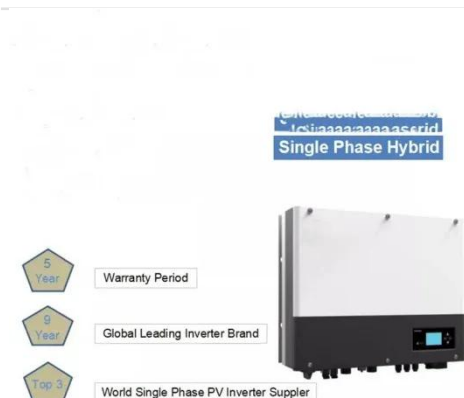 Single Phase Hybrid
5
Year
Warranty Period
9
Year
Global Leading Inverter Brand
Top 3
World Single Phase PV Inverter Suppler